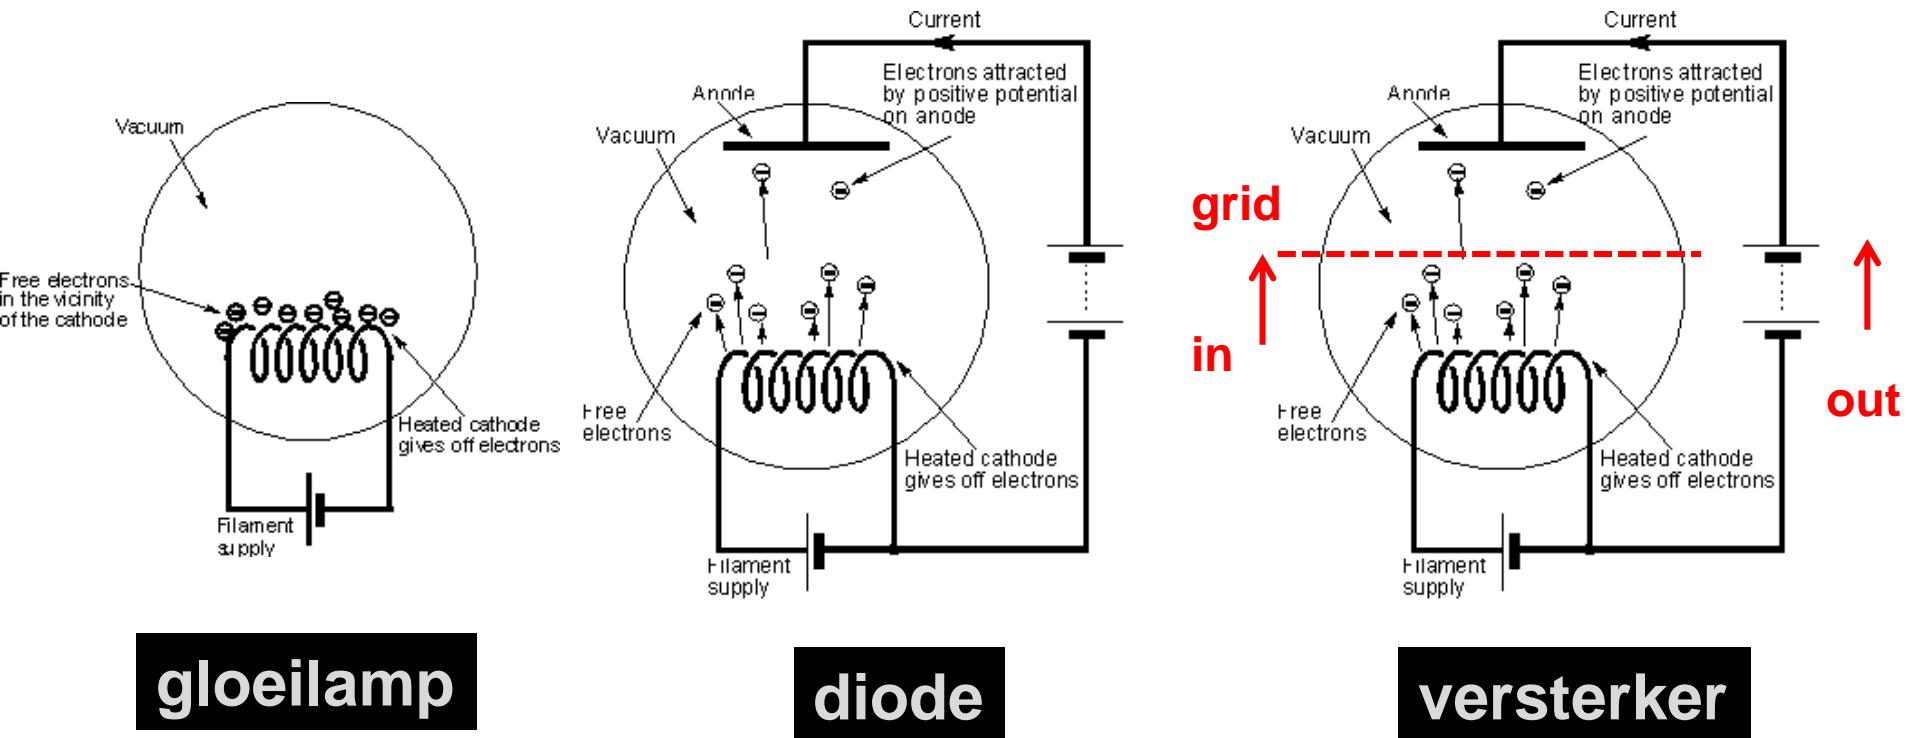 Vacuum
Free electrons
in the vicinity
of the cathode
Heated cathode
gives off electrons
Filament
supply
gloeilamp
Current
Electrons attracted
by positive potential
on anode
Anode
Vacuum
Free
electrons
Heated cathode
gives off electrons
Filament
supply
diode
Current
Electrons attracted
by positive potential
on anode
Anode
Vacuum
grid
in
out
Free
electrons
Heated cathode
gives off electrons
Filament
supply
versterker